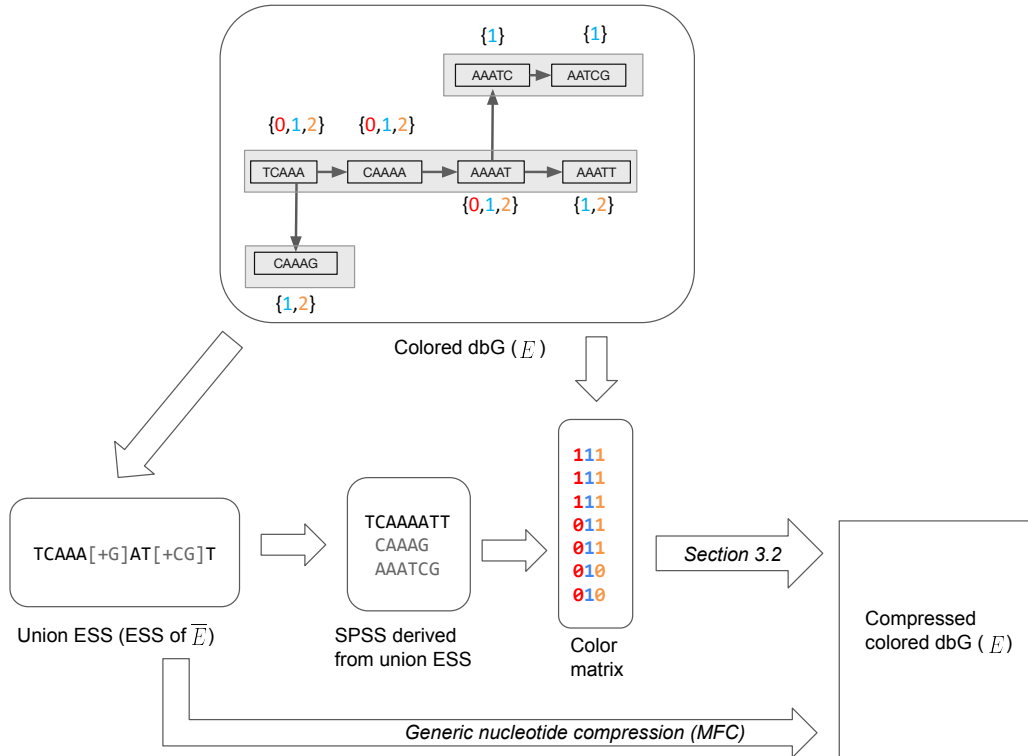 {1} {1}
AAATC AATCG
{0,1,2} {0,1,2}
TCAAA CAAAA AAAAT AAATT
{0,1,2} {1,2}
CAAAG
{1,2}
Colored dbG ( E )
111
111
111
011
011
010
010
TCAAAATT
CAAAG
AAATCG
TCAAA[+G]AT[+CG]T
Section 3.2
Union ESS (ESS of E̅)
SPSS derived
from union ESS
Color
matrix
Compressed
colored dbG ( E )
Generic nucleotide compression (MFC)